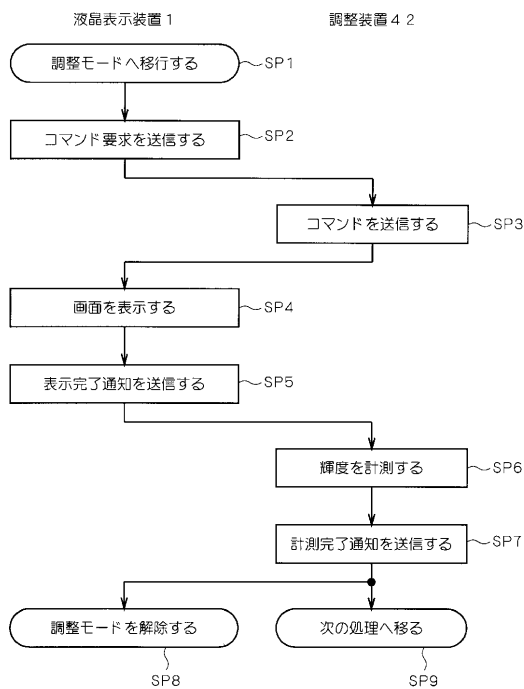 液晶表示装置1 調整装置42
調整モードへ移行する SP1
コマンド要求を送信する SP2
コマンドを送信する SP3
画面を表示する SP4
表示完了通知を送信する SP5
輝度を計測する SP6
計測完了通知を送信する SP7
調整モードを解除する 次の処理へ移る
SP8 SP9